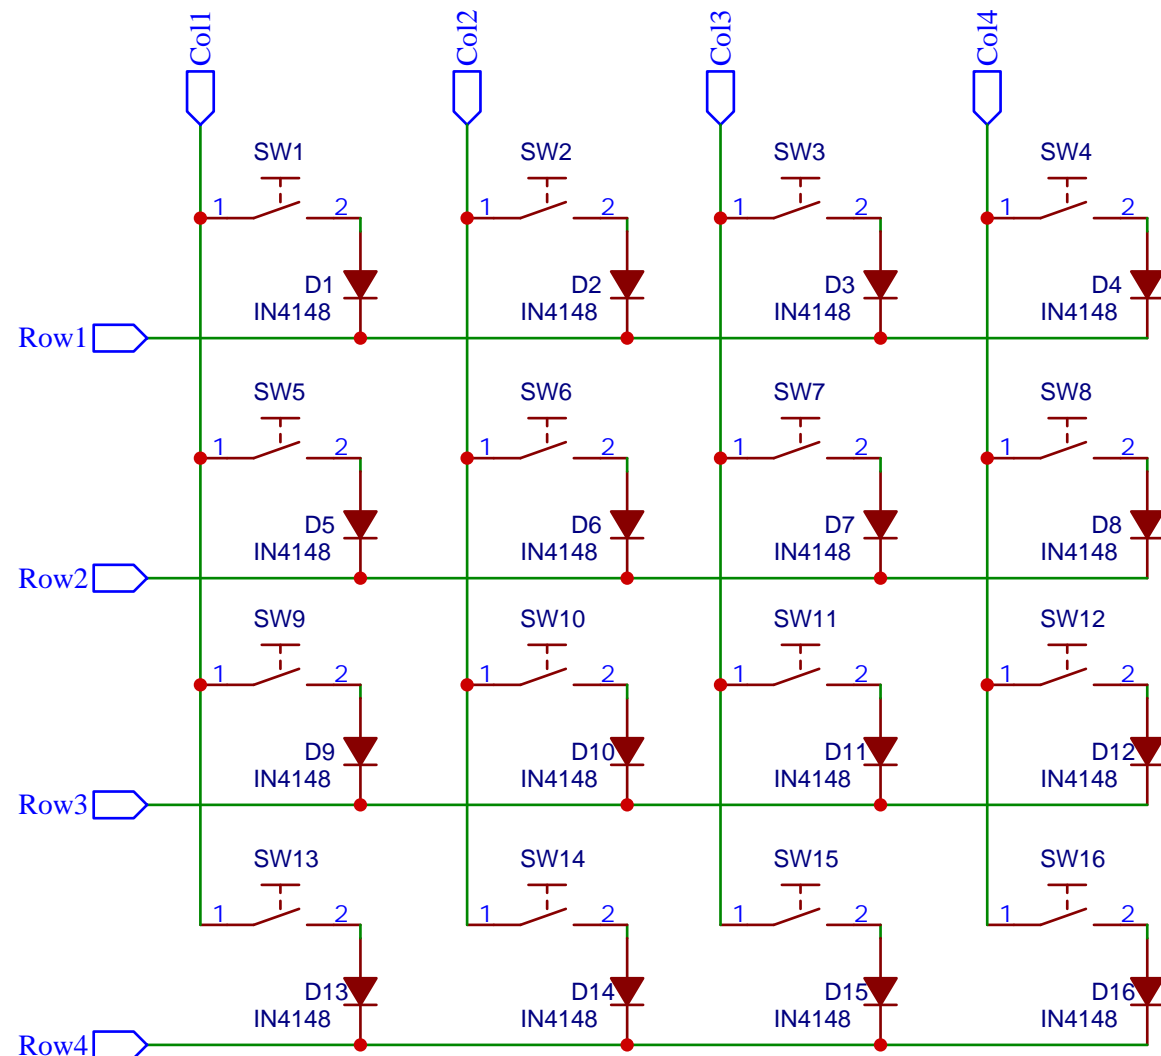 Col1 Col2 Col3 Col4
SW1 SW2 SW3 SW4
1 2 1 2 1 2 1 2
D1 D2 D3 D4
IN4148 IN4148 IN4148 IN4148
Row1
SW5 SW6 SW7 SW8
1 2 1 2 1 2 1 2
D5 D6 D7 D8
IN4148 IN4148 IN4148 IN4148
Row2
SW9 SW10 SW11 SW12
1 2 1 2 1 2 1 2
D9 D10 D11 D12
IN4148 IN4148 IN4148 IN4148
Row3
SW13 SW14 SW15 SW16
1 2 1 2 1 2 1 2
D13 D14 D15 D16
IN4148 IN4148 IN4148 IN4148
Row4